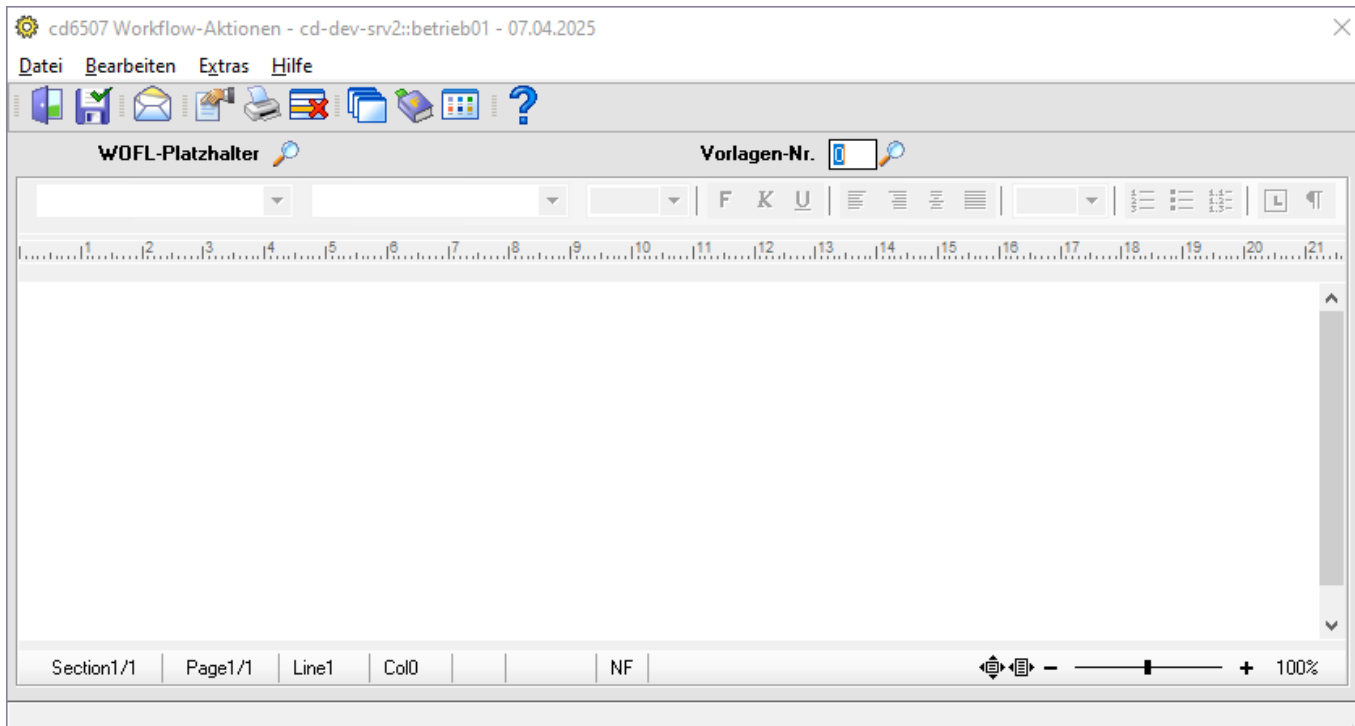 cd6507 Workflow-Aktionen - cd-dev-srv2::betrieb01 - 07.04.2025
Datei Bearbeiten Extras Hilfe
WOFL-Platzhalter Vorlagen-Nr. 0
F K U
1 2 3 4 5 6 7 8 9 10 11 12 13 14 15 16 17 18 19 20 21
Section1/1 Page1/1 Line1 Col0 NF 100%